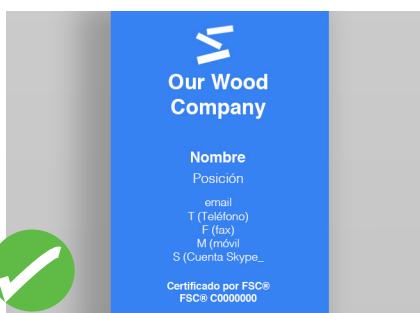 Our Wood
Company
Nombre
Posición
email
T (Teléfono)
F (fax)
M (móvil
S (Cuenta Skype_
Certificado por FSC®
FSC® C0000000